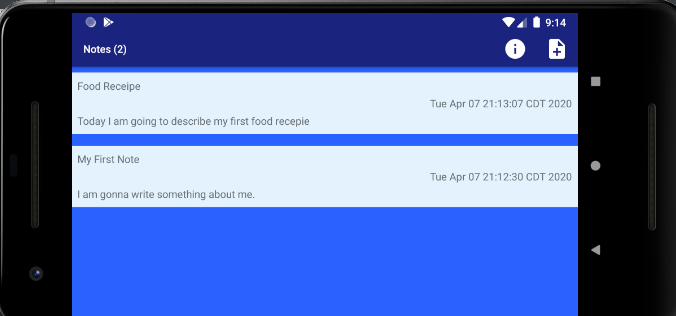 9:14
Notes (2)
Food Receipe
Tue Apr 07 21:13:07 CDT 2020
Today I am going to describe my first food recepie
My First Note
Tue Apr 07 21:12:30 CDT 2020
I am gonna write something about me.